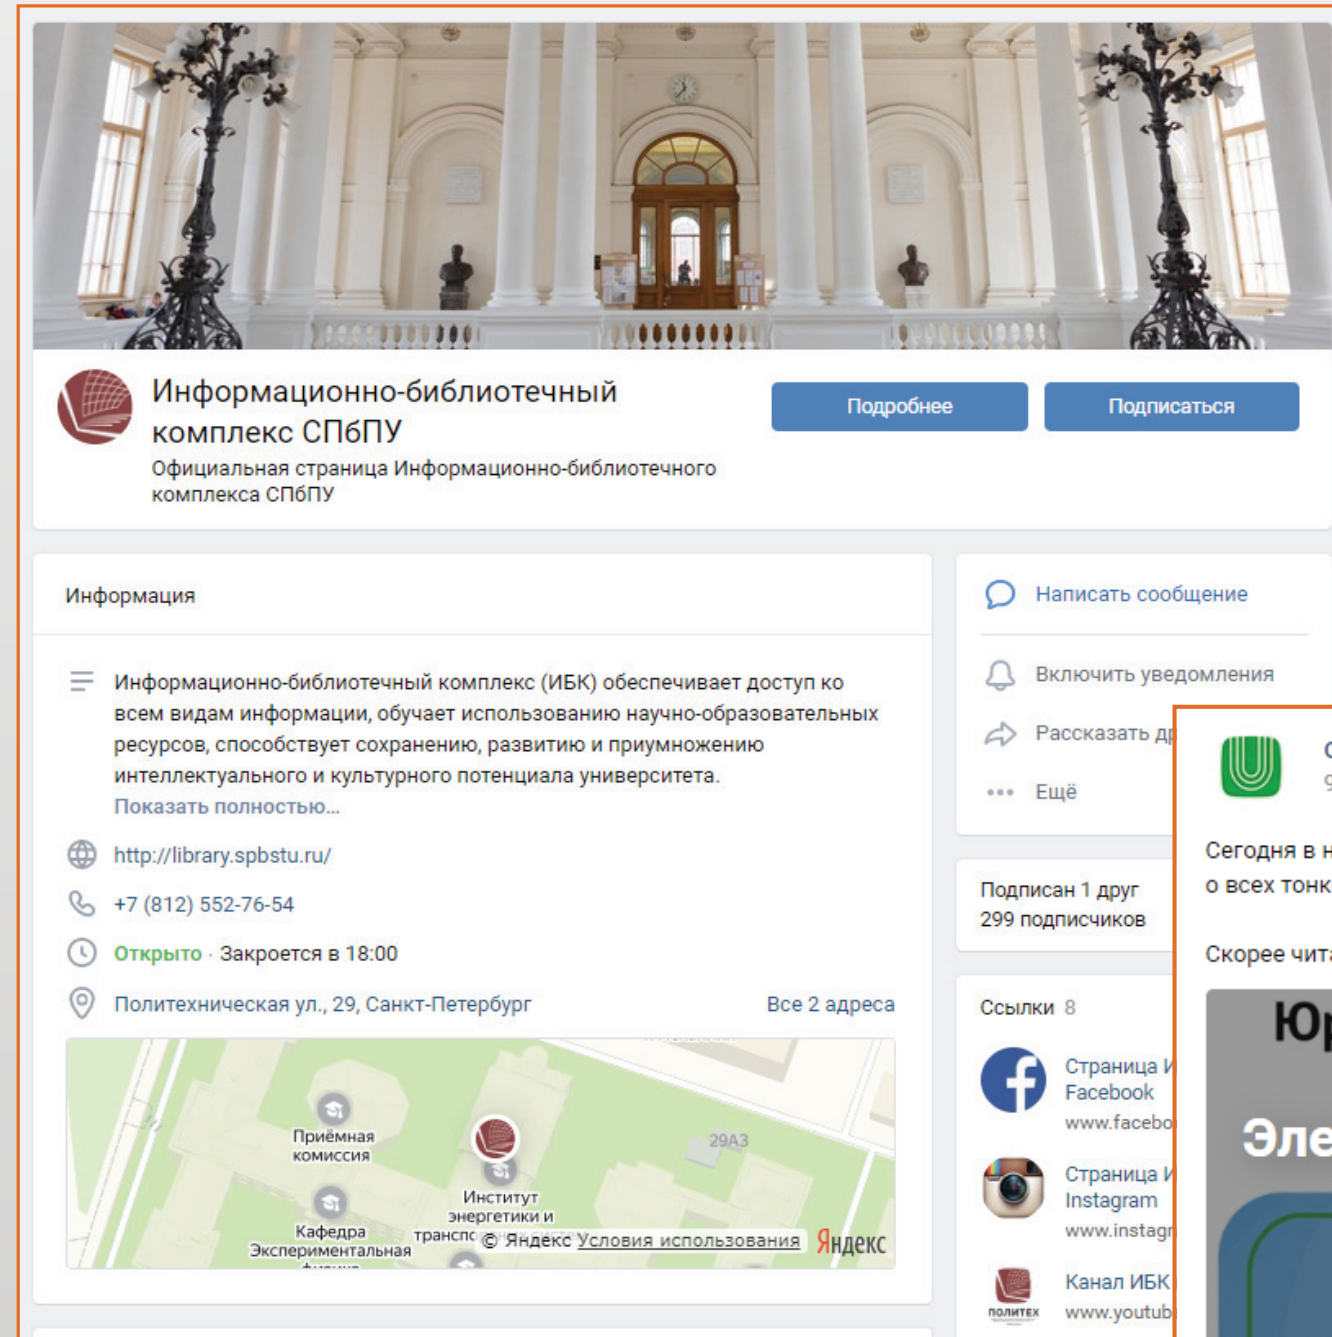 Информационно-библиотечный
комплекс СПбПУ
Официальная страница Информационно-библиотечного
комплекса СПбПУ
Подробнее
Подписаться
Информация
Информационно-библиотечный комплекс (ИБК) обеспечивает доступ ко
всем видам информации, обучает использованию научно-образовательных
ресурсов, способствует сохранению, развитию и приумножению
интеллектуального и культурного потенциала университета.
Показать полностью...
http://library.spbstu.ru/
+7 (812) 552-76-54
Открыто · Закроется в 18:00
Политехническая ул., 29, Санкт-Петербург
Все 2 адреса
Приёмная
комиссия
29А3
Институт
энергетики и
Кафедра
Экспериментальная
© Яндекс Условия использования
Яндекс
Написать сообщение
Включить уведомления
Рассказать
Ещё
Подписан 1 друг
299 подписчиков
Ссылки 8
Страница
Facebook
Страница
Instagram
Канал ИБК
ПОЛИТЕХ
Сегодня в
о всех
Скорее